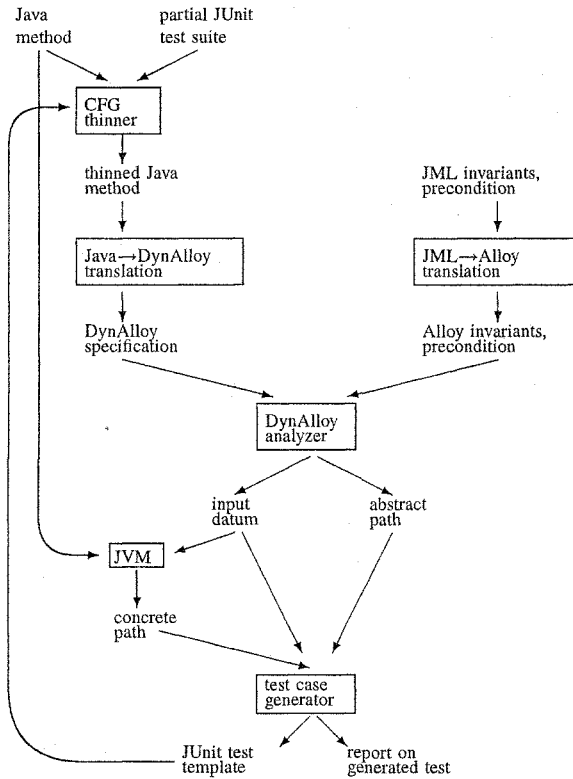 Java
method
partial JUnit
test suite
CFG
thinner
thinned Java
method
JML invariants,
precondition
Java→DynAlloy
translation
JML→Alloy
translation
DynAlloy
specification
Alloy invariants,
precondition
DynAlloy
analyzer
input
datum
abstract
path
JVM
concrete
path
test case
generator
JUnit test
template
report on
generated test